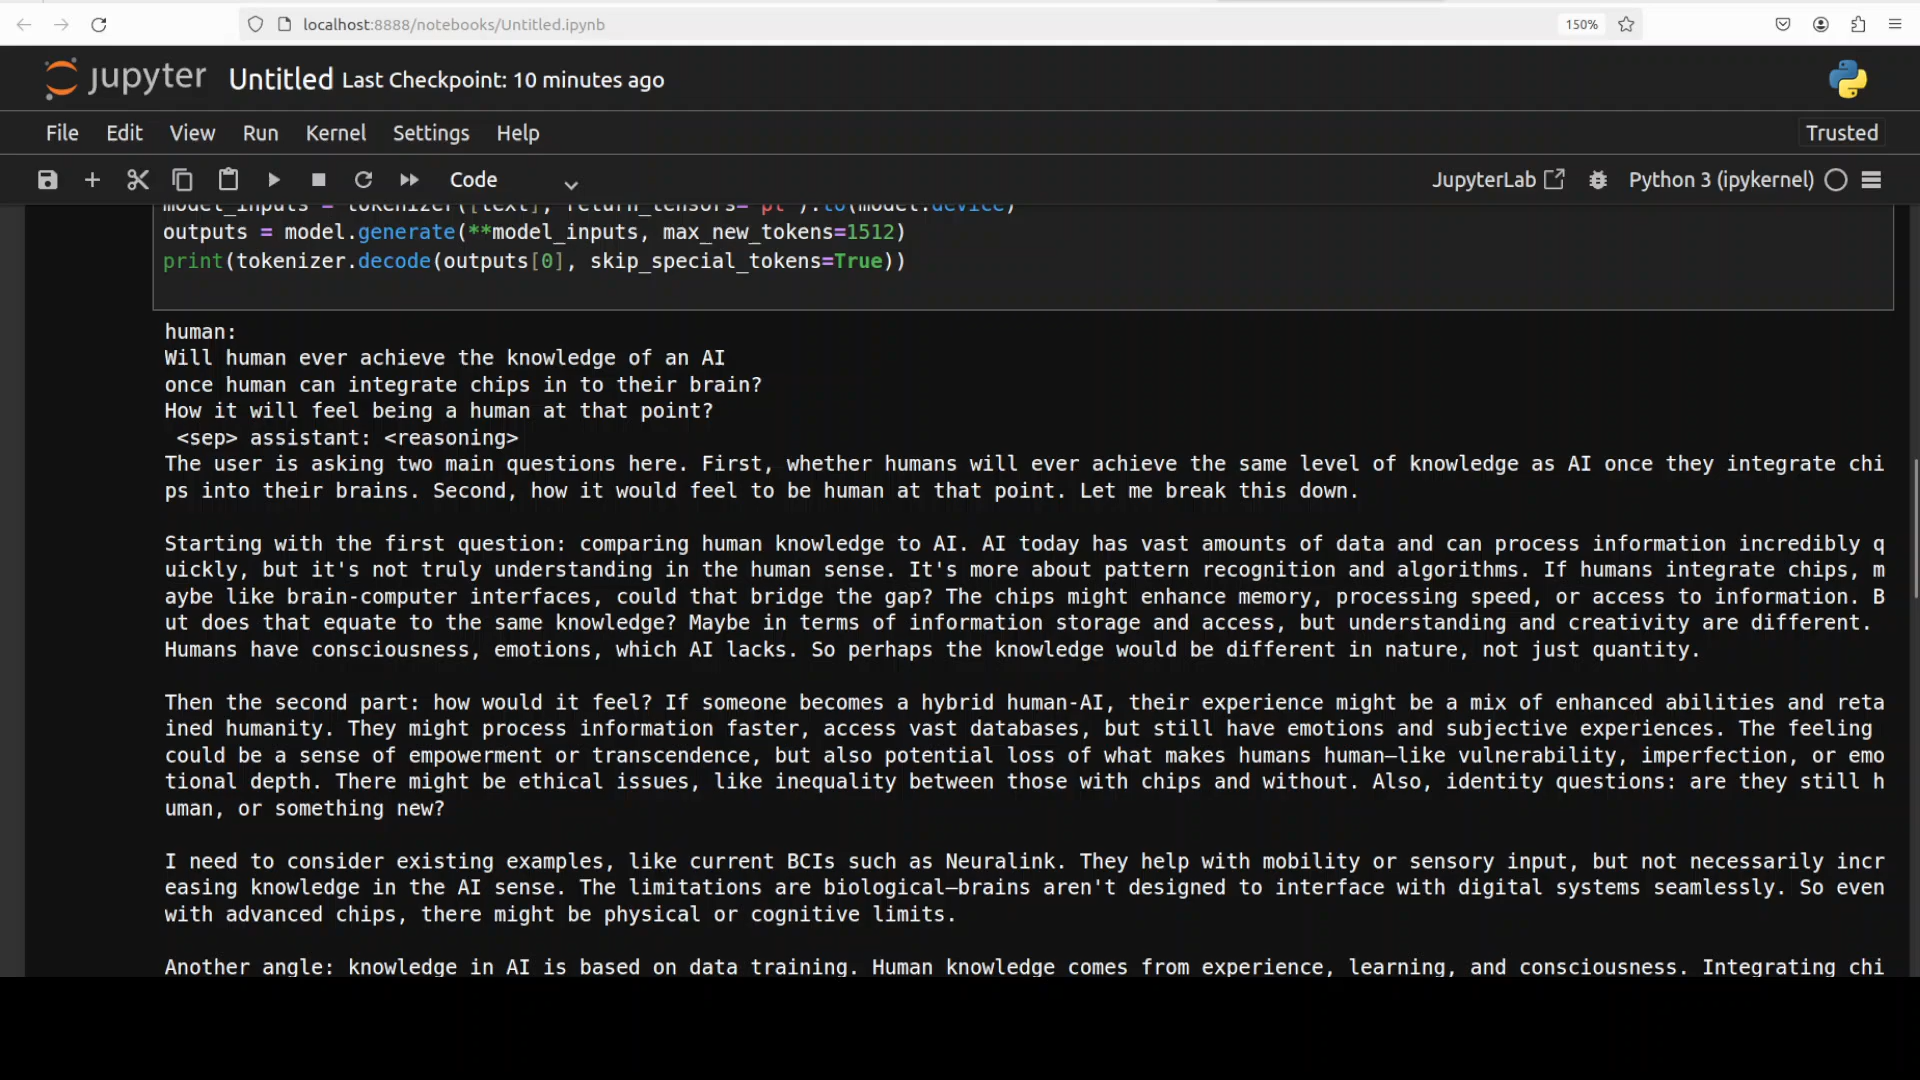 localhost:8888/notebooks/Untitled.ipynb
150%
jupyter Untitled Last Checkpoint: 10 minutes ago
File Edit View Run Kernel Settings Help
Trusted
Code
JupyterLab
Python 3 (ipykernel)
model_inputs = tokenizer([text], return_tensors="pt").to(model.device)
outputs = model.generate(**model_inputs, max_new_tokens=1512)
print(tokenizer.decode(outputs[0], skip_special_tokens=True))
human:
Will human ever achieve the knowledge of an AI
once human can integrate chips in to their brain?
How it will feel being a human at that point?
<sep> assistant: <reasoning>
The user is asking two main questions here. First, whether humans will ever achieve the same level of knowledge as AI once they integrate chi
ps into their brains. Second, how it would feel to be human at that point. Let me break this down.
Starting with the first question: comparing human knowledge to AI. AI today has vast amounts of data and can process information incredibly q
uickly, but it's not truly understanding in the human sense. It's more about pattern recognition and algorithms. If humans integrate chips, m
aybe like brain-computer interfaces, could that bridge the gap? The chips might enhance memory, processing speed, or access to information. B
ut does that equate to the same knowledge? Maybe in terms of information storage and access, but understanding and creativity are different.
Humans have consciousness, emotions, which AI lacks. So perhaps the knowledge would be different in nature, not just quantity.
Then the second part: how would it feel? If someone becomes a hybrid human-AI, their experience might be a mix of enhanced abilities and reta
ined humanity. They might process information faster, access vast databases, but still have emotions and subjective experiences. The feeling
could be a sense of empowerment or transcendence, but also potential loss of what makes humans human—like vulnerability, imperfection, or emo
tional depth. There might be ethical issues, like inequality between those with chips and without. Also, identity questions: are they still h
uman, or something new?
I need to consider existing examples, like current BCIs such as Neuralink. They help with mobility or sensory input, but not necessarily incr
easing knowledge in the AI sense. The limitations are biological—brains aren't designed to interface with digital systems seamlessly. So even
with advanced chips, there might be physical or cognitive limits.
Another angle: knowledge in AI is based on data training. Human knowledge comes from experience, learning, and consciousness. Integrating chi